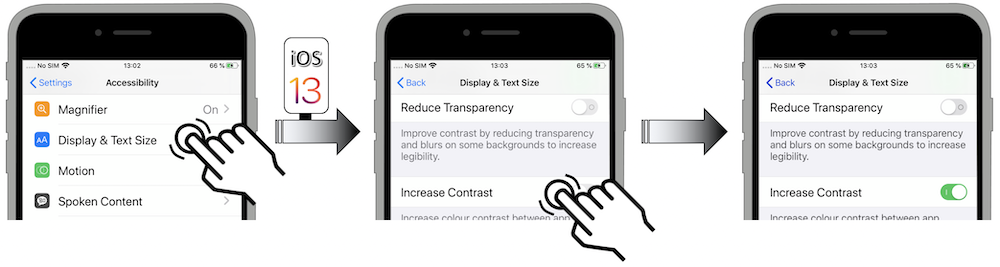 .... No SIM 13:02 66 %
Settings Accessibility
Magnifier On
AA Display & Text Size
Motion
Spoken Content
iOS
13
.... No SIM 13:03 66 %
Back Display & Text Size
Reduce Transparency
Improve contrast by reducing transparency
and blurs on some backgrounds to increase
legibility.
Increase Contrast
Increase colour contrast between app
.... No SIM 13:03 65 %
Back Display & Text Size
Reduce Transparency
Improve contrast by reducing transparency
and blurs on some backgrounds to increase
legibility.
Increase Contrast
Increase colour contrast between app